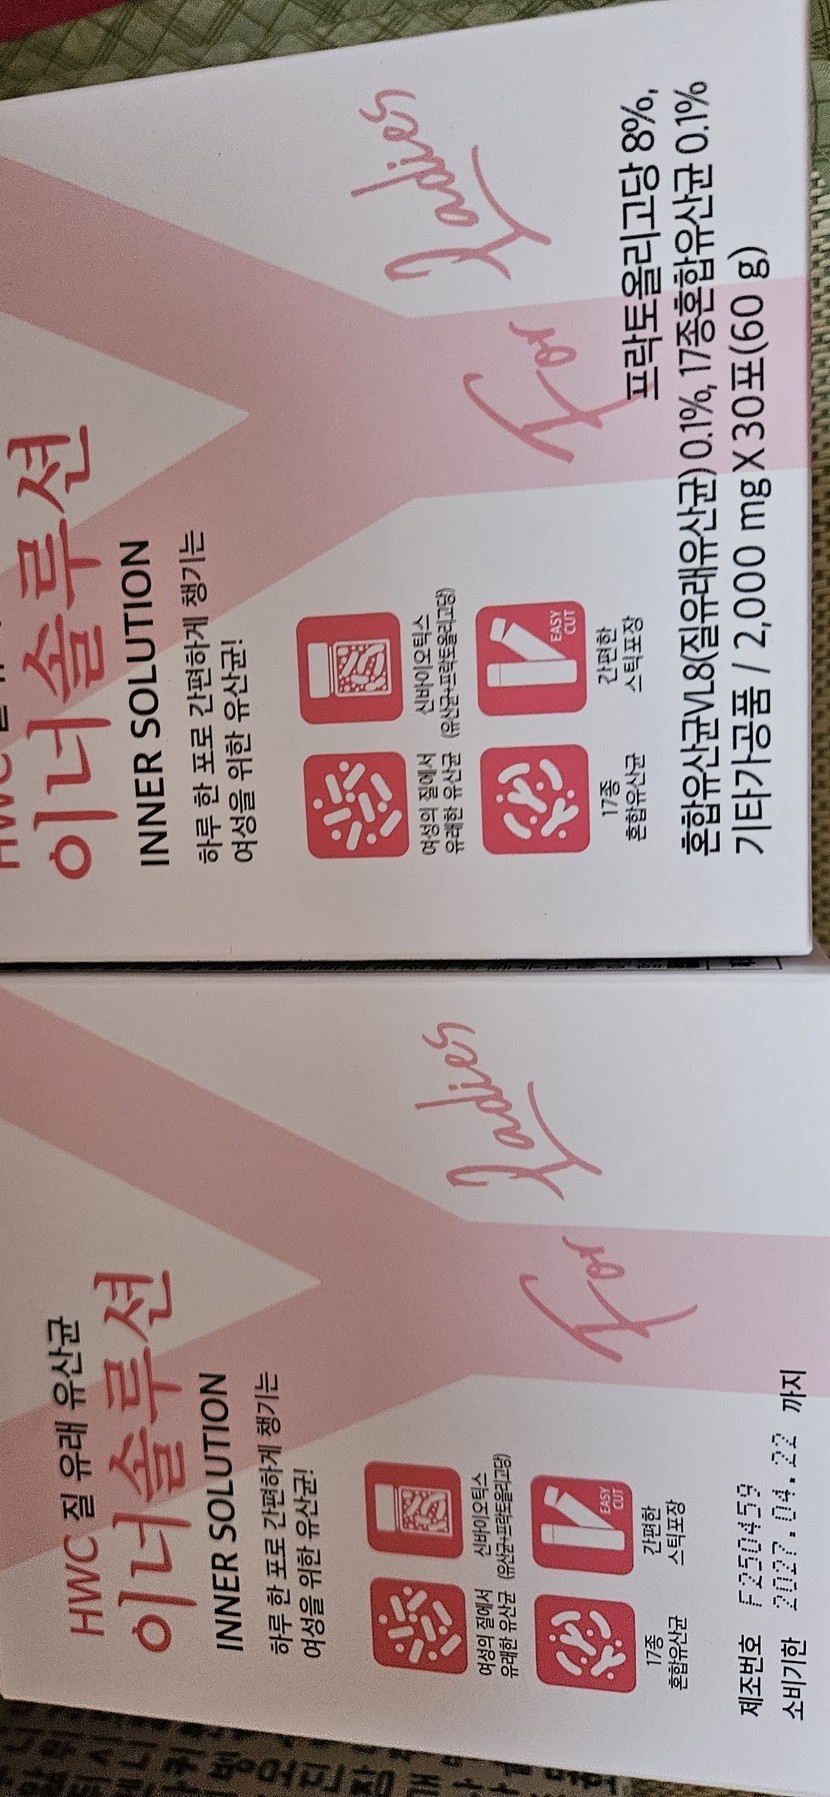 이너솔루션
INNER SOLUTION
하루 한 포로 간편하게 챙기는
여성을 위한 유산균!
For Ladies
여성의 질에서
유래한 유산균
신바이오틱스
(유산균+프락토올리고당)
17종
혼합유산균
EASY
CUT
간편한
스틱포장
프락토올리고당 8%,
혼합유산균VL8(질유래유산균) 0.1%, 17종혼합유산균 0.1%
기타가공품 / 2,000 mg X 30포(60 g)
HWC 질 유래 유산균
이너솔루션
INNER SOLUTION
하루 한 포로 간편하게 챙기는
여성을 위한 유산균!
For Ladies
여성의 질에서
유래한 유산균
신바이오틱스
(유산균+프락토올리고당)
17종
혼합유산균
EASY
CUT
간편한
스틱포장
제조번호 F250459
소비기한 2027.04.22 까지